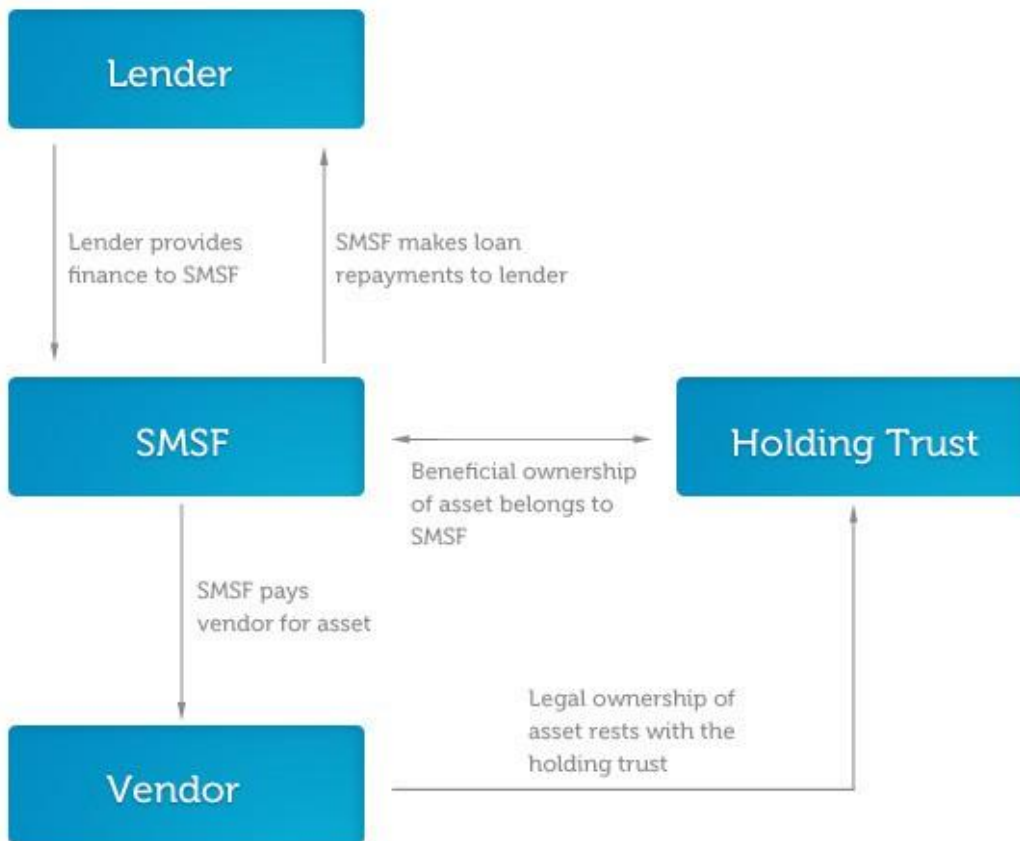 Lender
Lender provides
finance to SMSF
SMSF makes loan
repayments to lender
SMSF
Holding Trust
Beneficial ownership
of asset belongs to
SMSF
SMSF pays
vendor for asset
Legal ownership of
asset rests with the
holding trust
Vendor